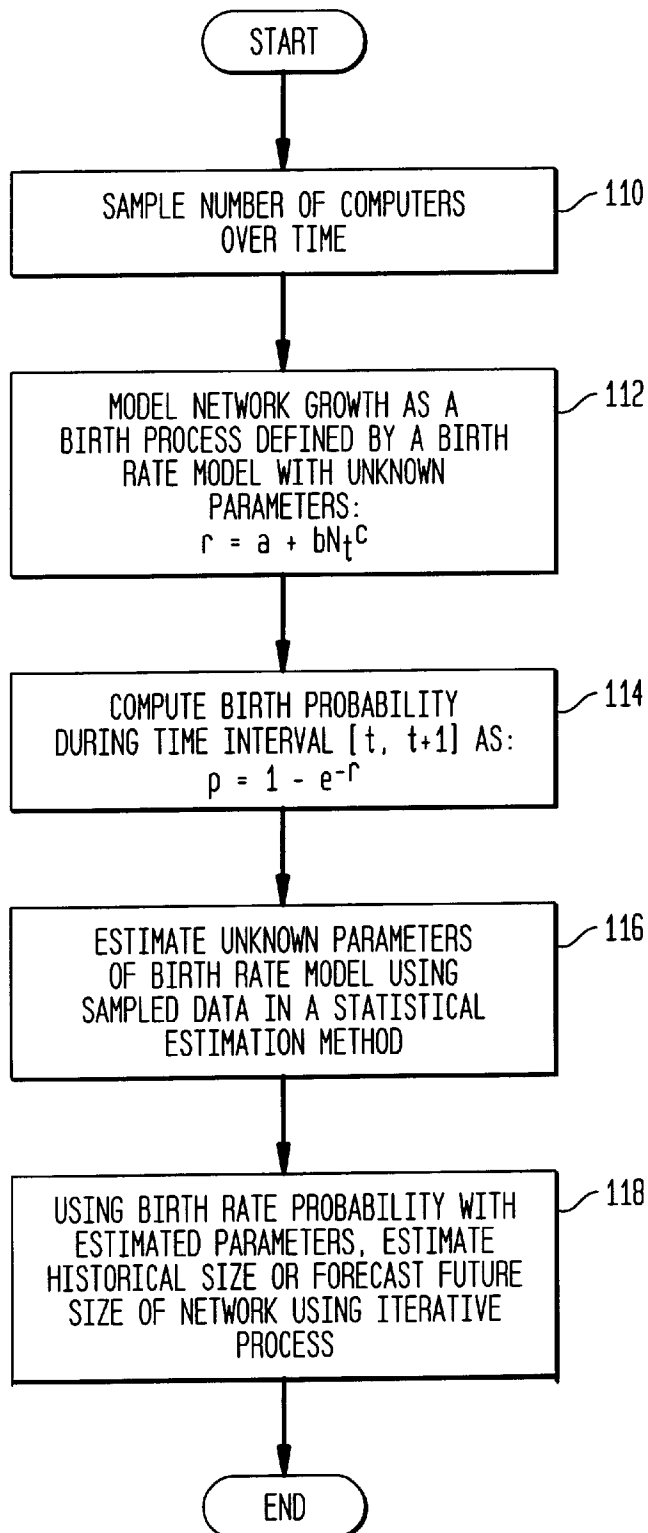 START
SAMPLE NUMBER OF COMPUTERS
OVER TIME
110
MODEL NETWORK GROWTH AS A
BIRTH PROCESS DEFINED BY A BIRTH
RATE MODEL WITH UNKNOWN
PARAMETERS:
r = a + bNtᶜ
112
COMPUTE BIRTH PROBABILITY
DURING TIME INTERVAL [t, t+1] AS:
p = 1 - e⁻ʳ
114
ESTIMATE UNKNOWN PARAMETERS
OF BIRTH RATE MODEL USING
SAMPLED DATA IN A STATISTICAL
ESTIMATION METHOD
116
USING BIRTH RATE PROBABILITY WITH
ESTIMATED PARAMETERS, ESTIMATE
HISTORICAL SIZE OR FORECAST FUTURE
SIZE OF NETWORK USING ITERATIVE
PROCESS
118
END